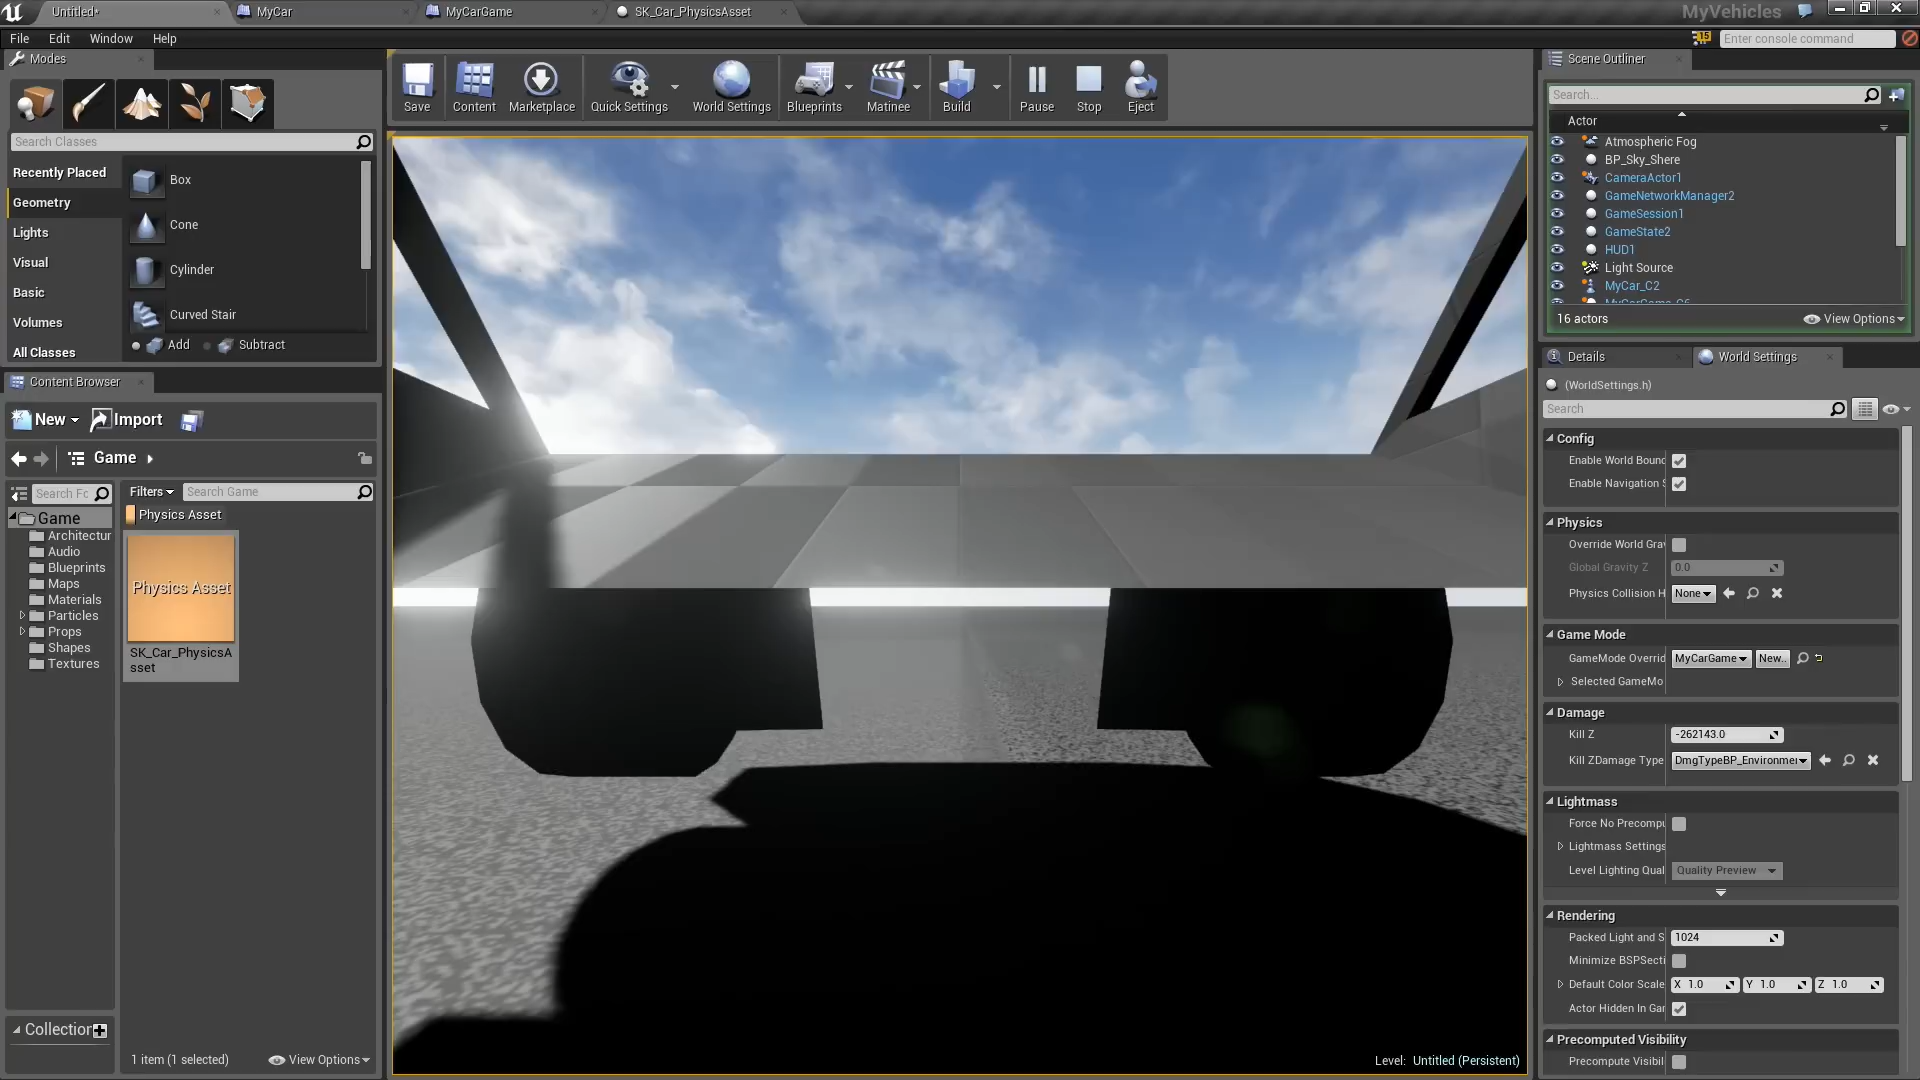 Untitled*
MyCar
MyCarGame
SK_Car_PhysicsAsset
MyVehicles
File
Edit
Window
Help
15
Enter console command
Modes
Search Classes
Recently Placed
Geometry
Lights
Visual
Basic
Volumes
All Classes
Box
Cone
Cylinder
Curved Stair
Add
Subtract
Save
Content
Marketplace
Quick Settings
World Settings
Blueprints
Matinee
Build
Pause
Stop
Eject
Content Browser
New
Import
Game
Search Fo
Game
Architectur
Audio
Blueprints
Maps
Materials
Particles
Props
Shapes
Textures
Collection
Filters
Search Game
Physics Asset
Physics Asset
SK_Car_PhysicsA
sset
1 item (1 selected)
View Options
Level: Untitled (Persistent)
Scene Outliner
Search...
Actor
Atmospheric Fog
BP_Sky_Shere
CameraActor1
GameNetworkManager2
GameSession1
GameState2
HUD1
Light Source
MyCar_C2
16 actors
View Options
Details
World Settings
(WorldSettings.h)
Search
Config
Enable World Bound
Enable Navigation S
Physics
Override World Grav
Global Gravity Z
0.0
Physics Collision H
None
Game Mode
GameMode Overrid
MyCarGame
New..
Selected GameMo
Damage
Kill Z
-262143.0
Kill ZDamage Type
DmgTypeBP_Environmen
Lightmass
Force No Precompu
Lightmass Settings
Level Lighting Qual
Quality Preview
Rendering
Packed Light and S
1024
Minimize BSPSecti
Default Color Scale
X 1.0
Y 1.0
Z 1.0
Actor Hidden In Gam
Precomputed Visibility
Precompute Visibil